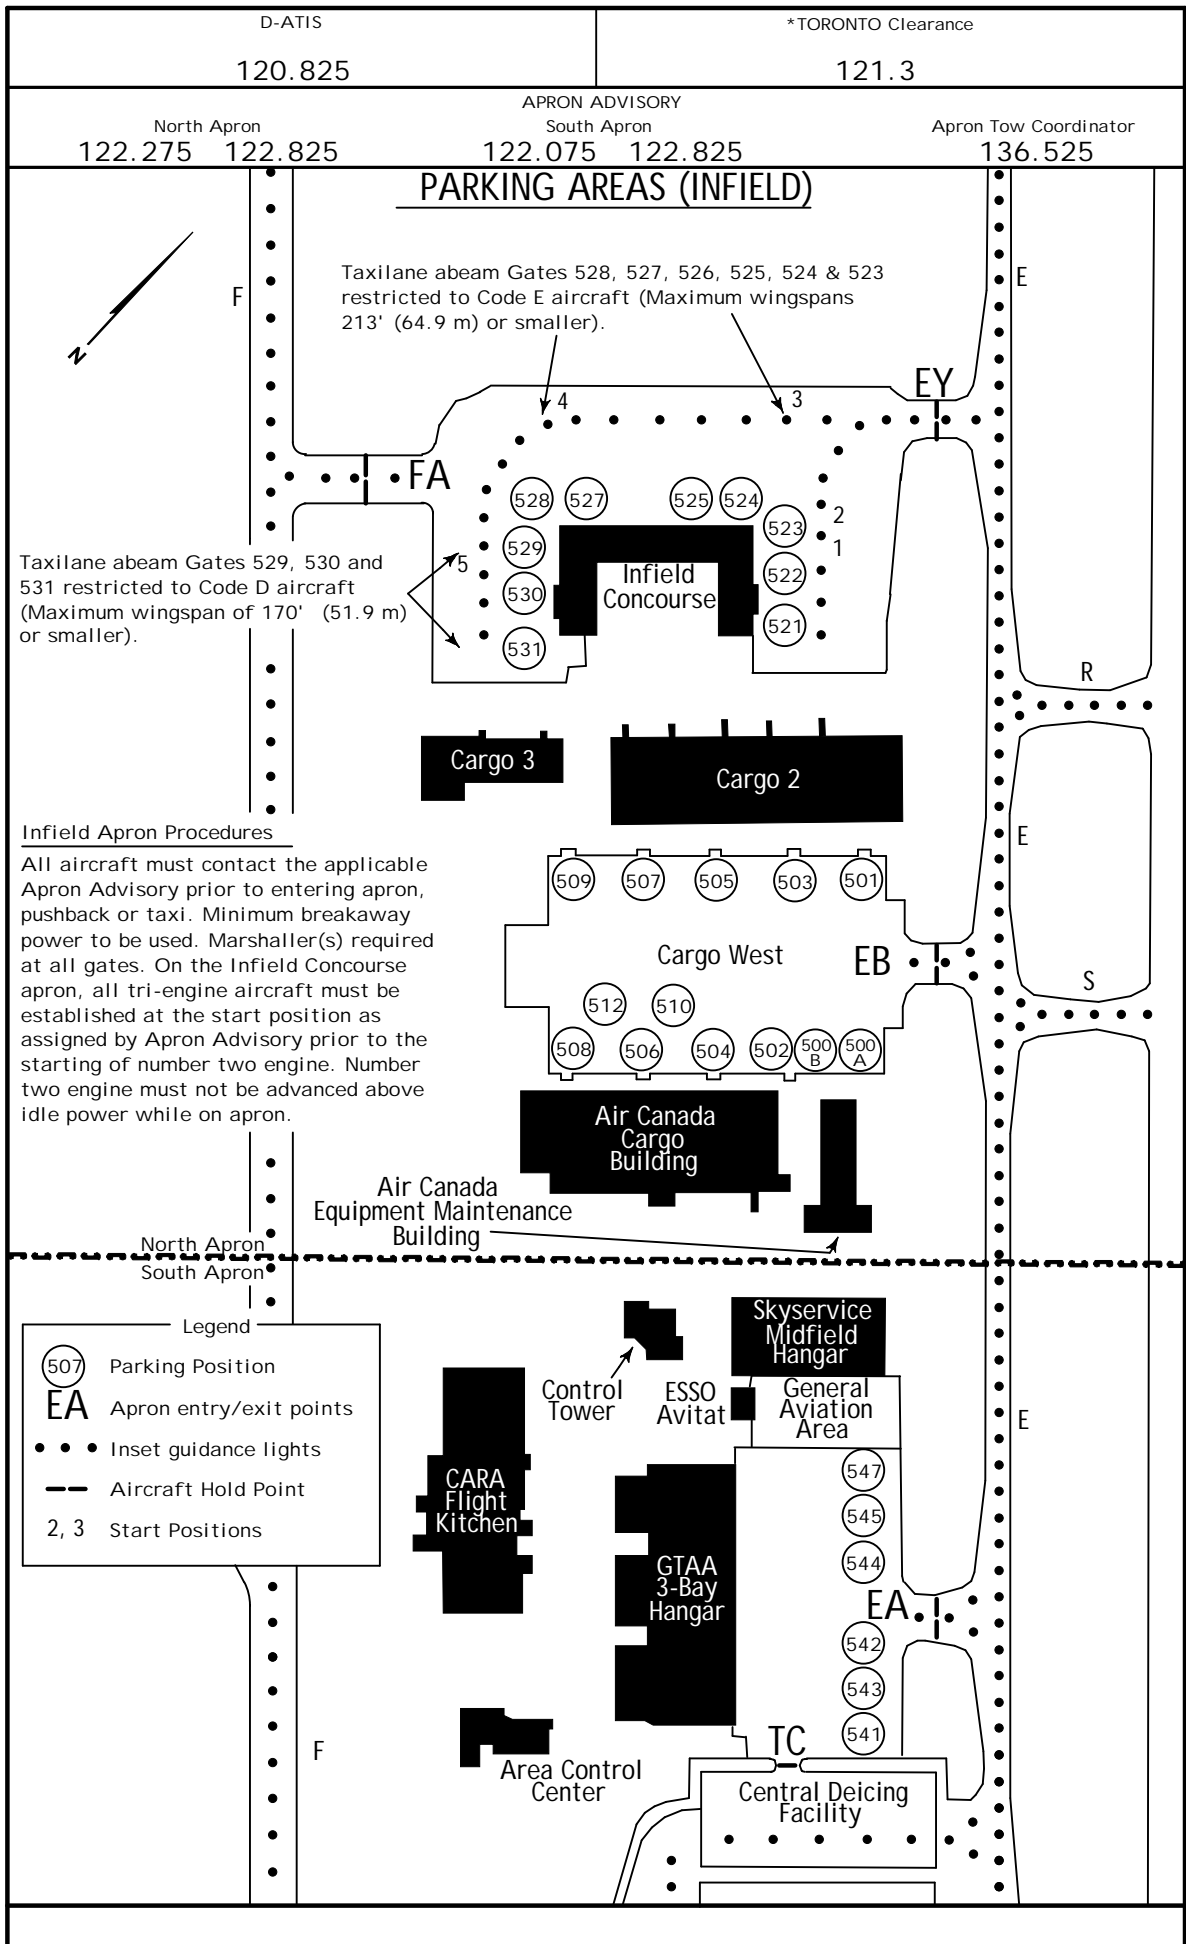 D-ATIS
*TORONTO Clearance
120.825
121.3
APRON ADVISORY
North Apron
South Apron
Apron Tow Coordinator
122.275 122.825
122.075 122.825
136.525
PARKING AREAS (INFIELD)
Taxilane abeam Gates 528, 527, 526, 525, 524 & 523
restricted to Code E aircraft (Maximum wingspans
213' (64.9 m) or smaller).
F
E
N
EY
4
3
FA
528
527
525
524
523
2
529
5
1
522
530
521
531
Infield
Concourse
Taxilane abeam Gates 529, 530 and
531 restricted to Code D aircraft
(Maximum wingspan of 170' (51.9 m)
or smaller).
R
Cargo 3
Cargo 2
Infield Apron Procedures
All aircraft must contact the applicable
Apron Advisory prior to entering apron,
pushback or taxi. Minimum breakaway
power to be used. Marshaller(s) required
at all gates. On the Infield Concourse
apron, all tri-engine aircraft must be
established at the start position as
assigned by Apron Advisory prior to the
starting of number two engine. Number
two engine must not be advanced above
idle power while on apron.
E
509
507
505
503
501
Cargo West
EB
S
512
510
508
506
504
502
500
B
500
A
Air Canada
Cargo
Building
Air Canada
Equipment Maintenance
Building
North Apron
South Apron
Legend
507 Parking Position
EA Apron entry/exit points
Inset guidance lights
Aircraft Hold Point
2, 3 Start Positions
Skyservice
Midfield
Hangar
Control
Tower
ESSO
Avitat
General
Aviation
Area
E
CARA
Flight
Kitchen
547
545
544
GTAA
3-Bay
Hangar
EA
542
543
541
F
TC
Area Control
Center
Central Deicing
Facility